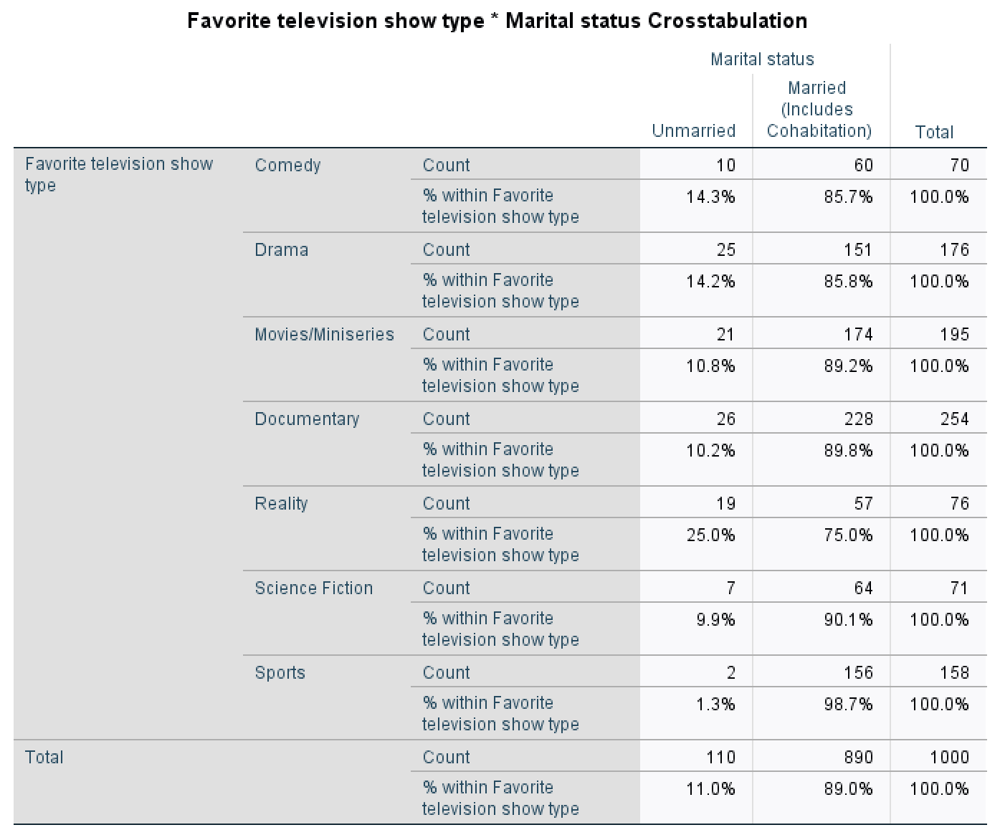 Favorite television show type * Marital status Crosstabulation
Marital status
Unmarried Married (Includes Cohabitation) Total
Favorite television show type Comedy Count 10 60 70
% within Favorite television show type 14.3% 85.7% 100.0%
Drama Count 25 151 176
% within Favorite television show type 14.2% 85.8% 100.0%
Movies/Miniseries Count 21 174 195
% within Favorite television show type 10.8% 89.2% 100.0%
Documentary Count 26 228 254
% within Favorite television show type 10.2% 89.8% 100.0%
Reality Count 19 57 76
% within Favorite television show type 25.0% 75.0% 100.0%
Science Fiction Count 7 64 71
% within Favorite television show type 9.9% 90.1% 100.0%
Sports Count 2 156 158
% within Favorite television show type 1.3% 98.7% 100.0%
Total Count 110 890 1000
% within Favorite television show type 11.0% 89.0% 100.0%